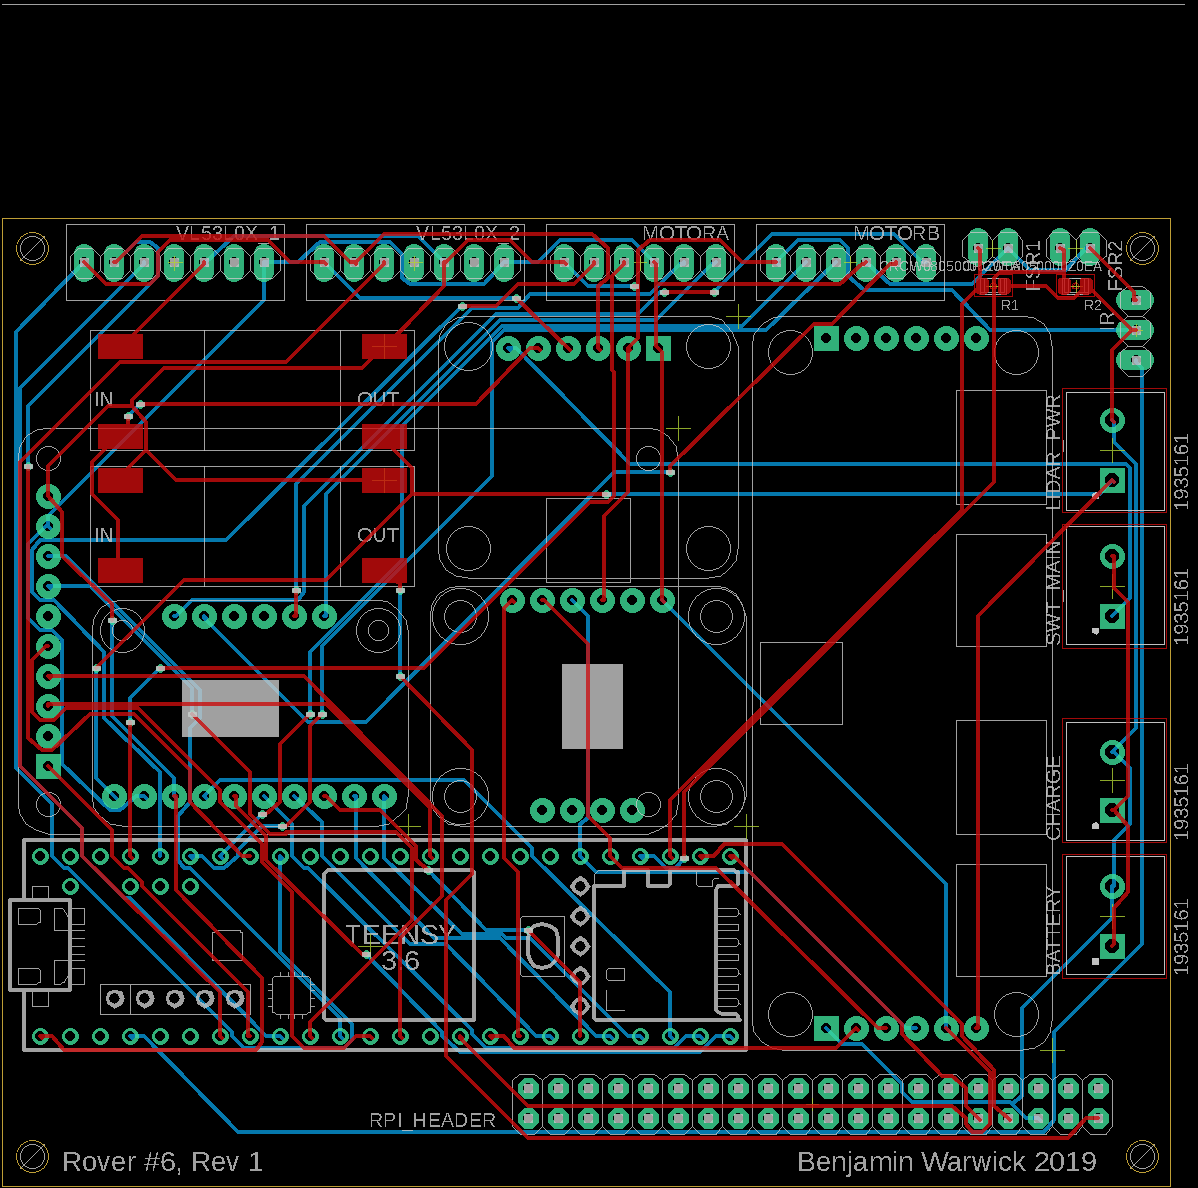 VL53L0X_1
VL53L0X_2
MOTORA
MOTORB
FSR1
FSR2
R1
R2
IR
IN
OUT
IN
OUT
LIDAR_PWR
1935161
SWT_MAIN
1935161
CHARGE
1935161
BATTERY
1935161
TEENSY
3.6
RPI_HEADER
Rover #6, Rev 1
Benjamin Warwick 2019